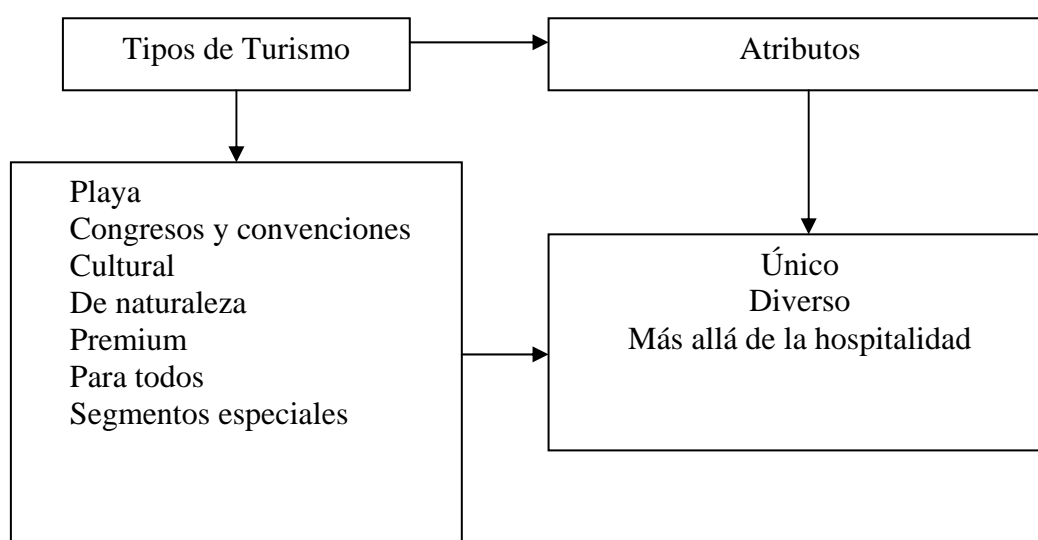 Tipos de Turismo
Atributos
Playa
Congresos y convenciones
Cultural
De naturaleza
Premium
Para todos
Segmentos especiales
Único
Diverso
Más allá de la hospitalidad